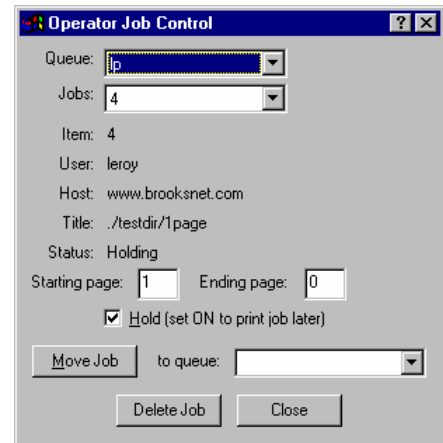 Operator Job Control
Queue: lp
Jobs: 4
Item: 4
User: leroy
Host: www.brooksnet.com
Title: ./testdir/1page
Status: Holding
Starting page: 1 Ending page: 0
Hold (set ON to print job later)
Move Job to queue:
Delete Job Close